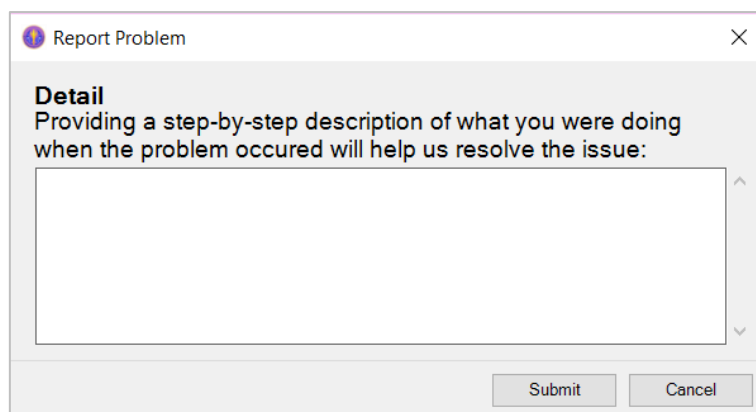 Report Problem
Detail
Providing a step-by-step description of what you were doing
when the problem occured will help us resolve the issue:
Submit Cancel